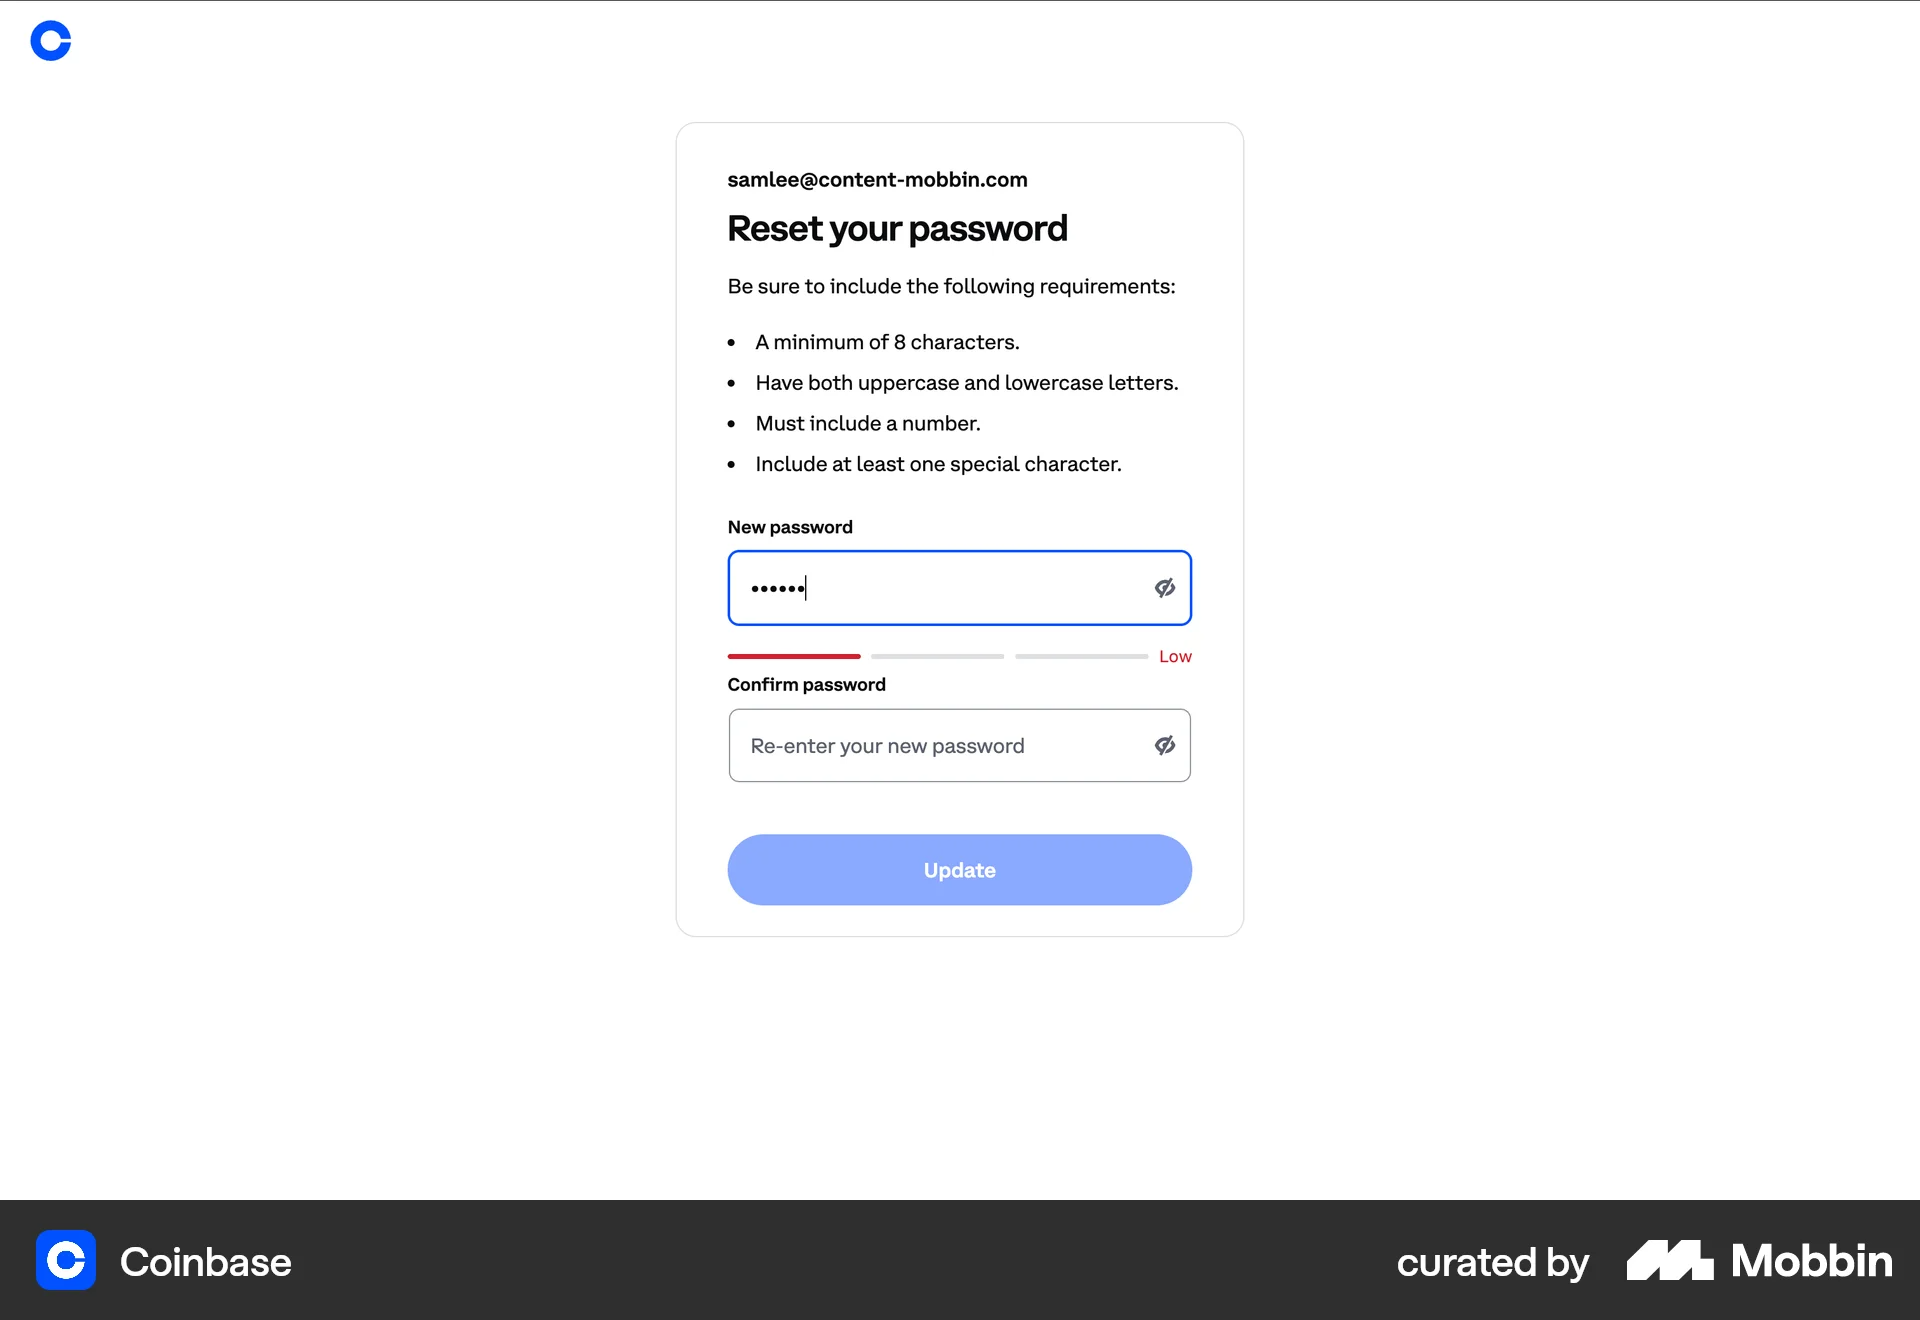 samlee@content-mobbin.com
Reset your password
Be sure to include the following requirements:
• A minimum of 8 characters.
• Have both uppercase and lowercase letters.
• Must include a number.
• Include at least one special character.
New password
••••••
Low
Confirm password
Re-enter your new password
Update
Coinbase
curated by Mobbin